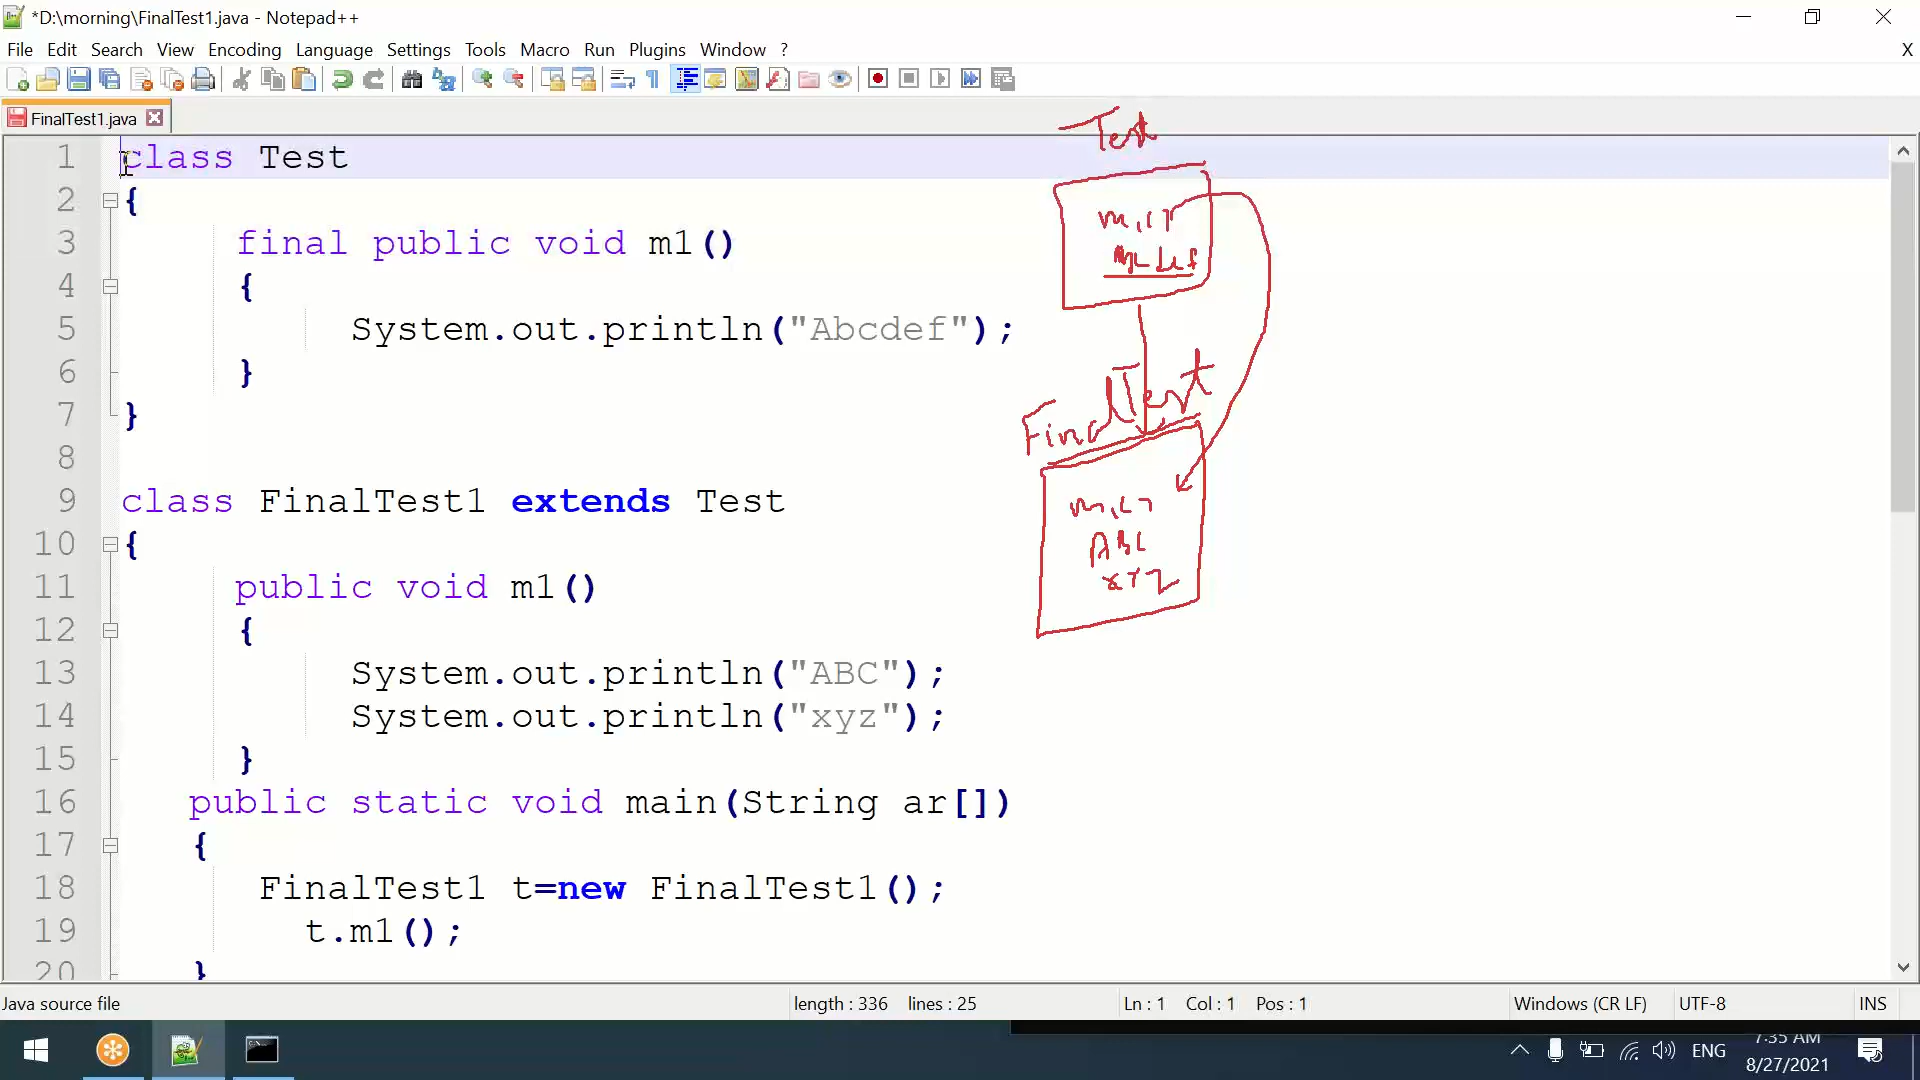 *D:\morning\FinalTest1.java - Notepad++
File Edit Search View Encoding Language Settings Tools Macro Run Plugins Window ?
X
FinalTest1.java
1 class Test
2 {
3 final public void m1()
4 {
5 System.out.println("Abcdef");
6 }
7 }
8
9 class FinalTest1 extends Test
10 {
11 public void m1()
12 {
13 System.out.println("ABC");
14 System.out.println("xyz");
15 }
16 public static void main(String ar[])
17 {
18 FinalTest1 t=new FinalTest1();
19 t.m1();
20 }
Test
m1()
FinalTest
m1()
ABC
XYZ
Java source file length : 336 lines : 25 Ln : 1 Col : 1 Pos : 1 Windows (CR LF) UTF-8 INS
ENG
7:35 AM
8/27/2021